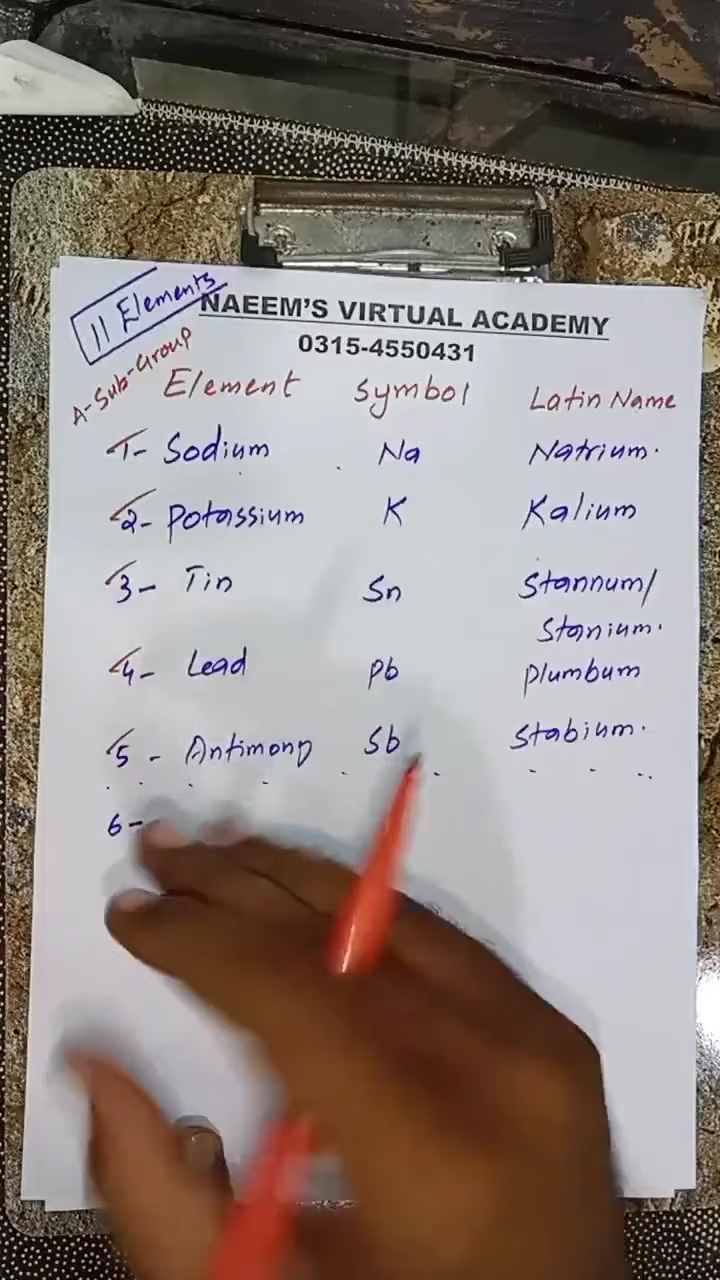 11 Elements
NAEEM'S VIRTUAL ACADEMY
0315-4550431
A-Sub-Group
Element Symbol Latin Name
1- Sodium Na Natrium.
2- Potassium K Kalium
3- Tin Sn Stannum/
Stanium.
4- Lead Pb Plumbum
5- Antimony Sb Stabium.
6-